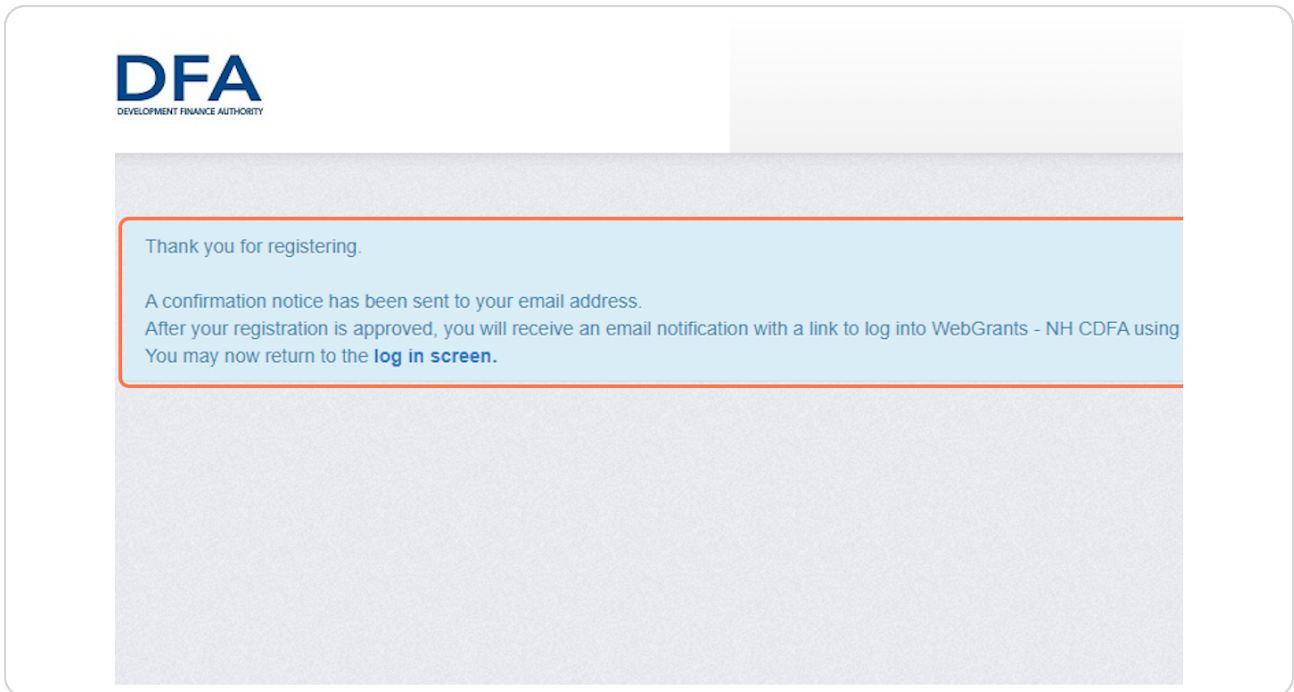 DFA
DEVELOPMENT FINANCE AUTHORITY
Thank you for registering.
A confirmation notice has been sent to your email address.
After your registration is approved, you will receive an email notification with a link to log into WebGrants - NH CDFA using
You may now return to the log in screen.